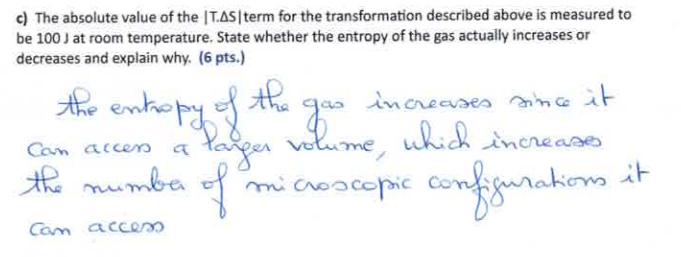 c) The absolute value of the |T.ΔS| term for the transformation described above is measured to
be 100 J at room temperature. State whether the entropy of the gas actually increases or
decreases and explain why. (6 pts.)
the entropy of the gas increases since it
can access a larger volume, which increases
the number of microscopic configurations it
can access